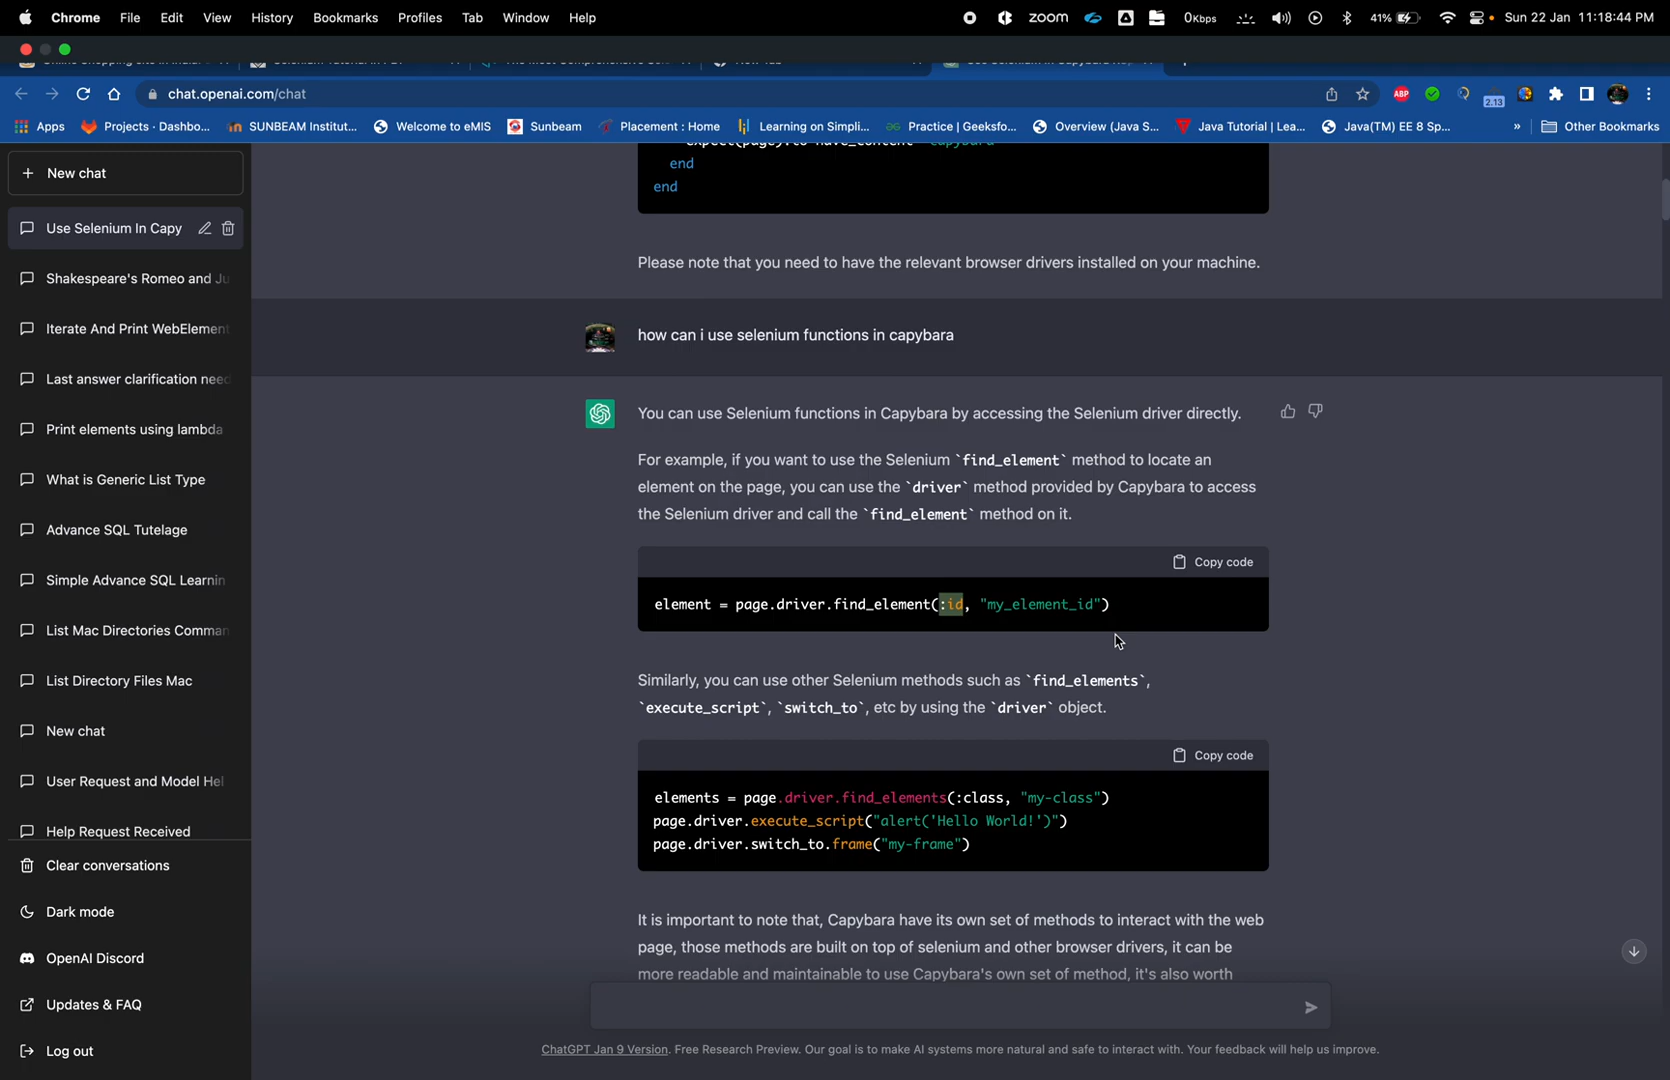 Chrome File Edit View History Bookmarks Profiles Tab Window Help zoom 0Kbps 41% Sun 22 Jan 11:18:44 PM
chat.openai.com/chat ABP 2.13
Apps Projects · Dashbo... SUNBEAM Institut... Welcome to eMIS Sunbeam Placement : Home Learning on Simpli... Practice | Geeksfo... Overview (Java S... Java Tutorial | Lea... Java(TM) EE 8 Sp... » Other Bookmarks
+ New chat
Use Selenium In Capy
Shakespeare's Romeo and Ju
Iterate And Print WebElement
Last answer clarification need
Print elements using lambda
What is Generic List Type
Advance SQL Tutelage
Simple Advance SQL Learnin
List Mac Directories Comman
List Directory Files Mac
New chat
User Request and Model Hel
Help Request Received
Clear conversations
Dark mode
OpenAI Discord
Updates & FAQ
Log out
end
end
Please note that you need to have the relevant browser drivers installed on your machine.
how can i use selenium functions in capybara
You can use Selenium functions in Capybara by accessing the Selenium driver directly.
For example, if you want to use the Selenium `find_element` method to locate an
element on the page, you can use the `driver` method provided by Capybara to access
the Selenium driver and call the `find_element` method on it.
Copy code
element = page.driver.find_element(:id, "my_element_id")
Similarly, you can use other Selenium methods such as `find_elements`,
`execute_script`, `switch_to`, etc by using the `driver` object.
Copy code
elements = page.driver.find_elements(:class, "my-class")
page.driver.execute_script("alert('Hello World!')")
page.driver.switch_to.frame("my-frame")
It is important to note that, Capybara have its own set of methods to interact with the web
page, those methods are built on top of selenium and other browser drivers, it can be
more readable and maintainable to use Capybara's own set of method, it's also worth
ChatGPT Jan 9 Version. Free Research Preview. Our goal is to make AI systems more natural and safe to interact with. Your feedback will help us improve.